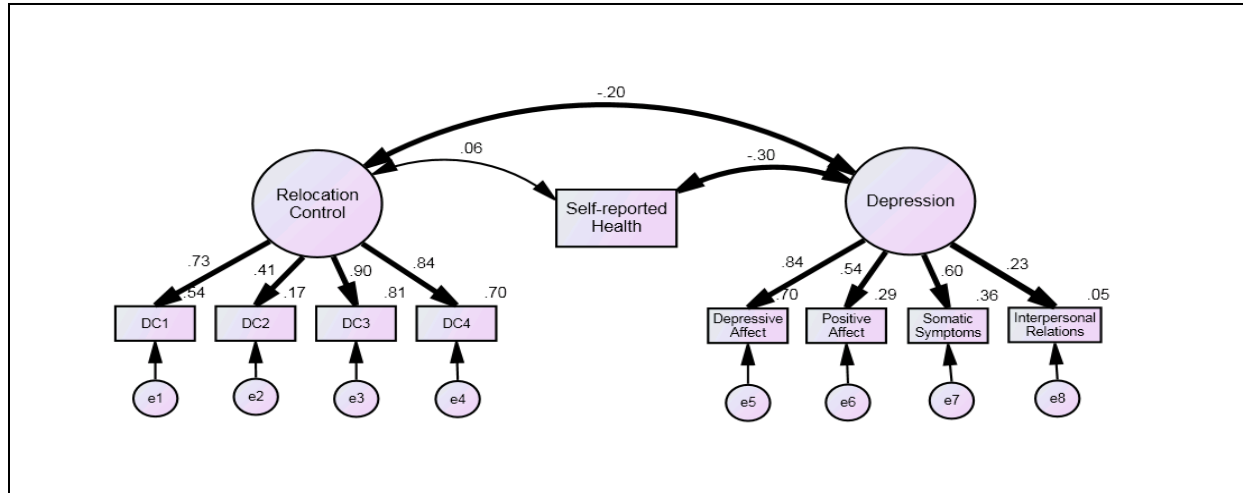 -.20
.06
-.30
Relocation
Control
Self-reported
Health
Depression
.73
.41
.90
.84
.84
.54
.60
.23
.54
.17
.81
.70
.70
.29
.36
.05
DC1
DC2
DC3
DC4
Depressive
Affect
Positive
Affect
Somatic
Symptoms
Interpersonal
Relations
e1
e2
e3
e4
e5
e6
e7
e8